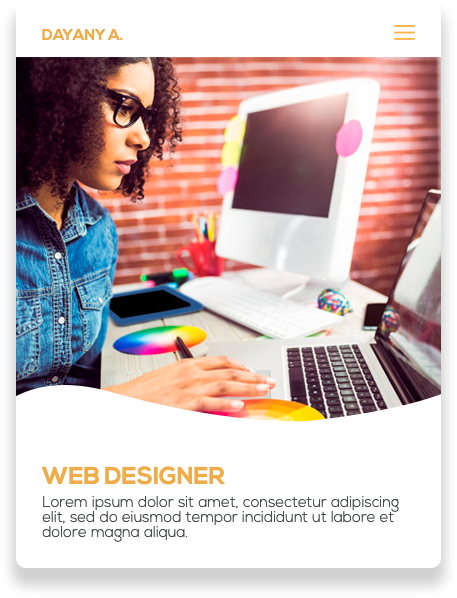 DAYANY A.
WEB DESIGNER
Lorem ipsum dolor sit amet, consectetur adipiscing
elit, sed do eiusmod tempor incididunt ut labore et
dolore magna aliqua.